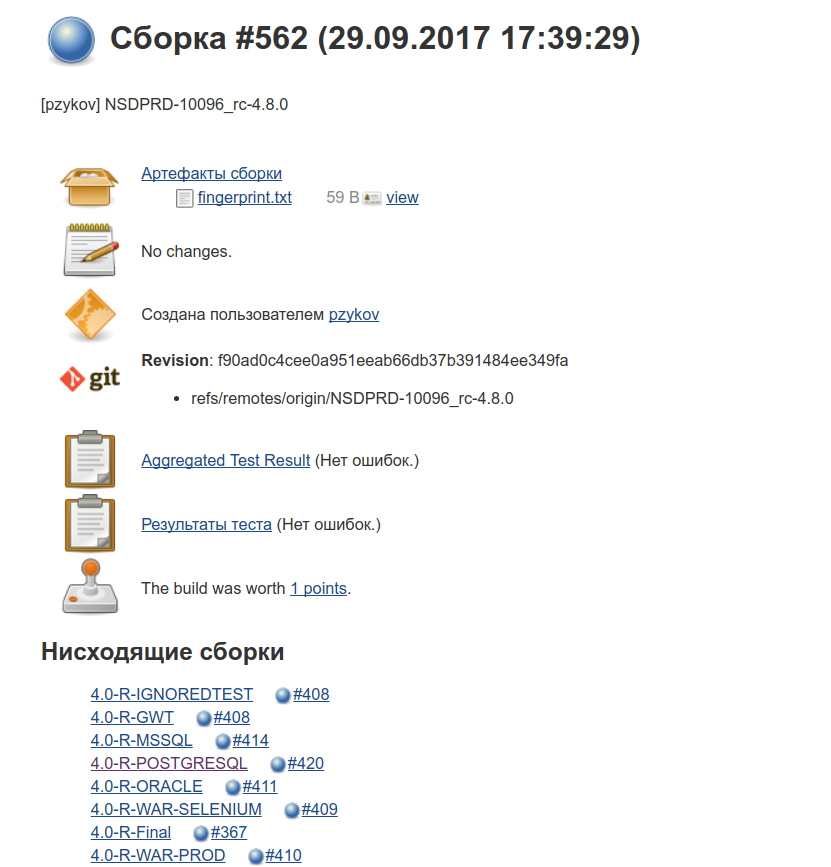 Сборка #562 (29.09.2017 17:39:29)
[pzykov] NSDPRD-10096_rc-4.8.0
Артефакты сборки
fingerprint.txt 59 B view
No changes.
Создана пользователем pzykov
git
Revision: f90ad0c4cee0a951eeab66db37b391484ee349fa
• refs/remotes/origin/NSDPRD-10096_rc-4.8.0
Aggregated Test Result (Нет ошибок.)
Результаты теста (Нет ошибок.)
The build was worth 1 points.
Нисходящие сборки
4.0-R-IGNOREDTEST #408
4.0-R-GWT #408
4.0-R-MSSQL #414
4.0-R-POSTGRESQL #420
4.0-R-ORACLE #411
4.0-R-WAR-SELENIUM #409
4.0-R-Final #367
4.0-R-WAR-PROD #410